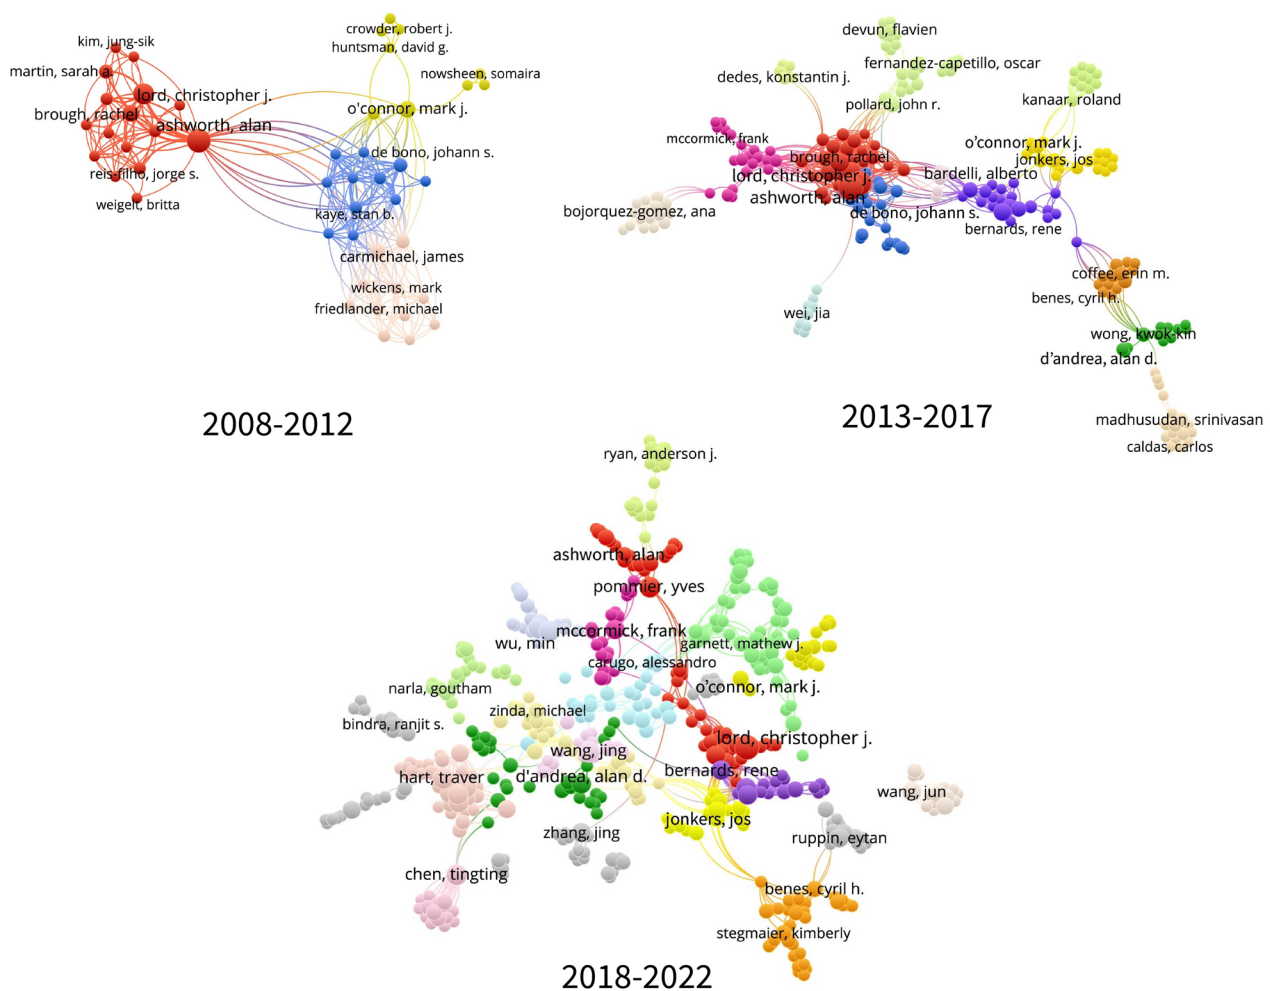 crowder, robert j.
kim, jung-sik
huntsman, david g.
martin, sarah a.
nowsheen, somaira
lord, christopher j.
o'connor, mark j.
brough, rachel
ashworth, alan
de bono, johann s.
reis-filho, jorge s.
weigelt, britta
kaye, stan b.
carmichael, james
wickens, mark
friedlander, michael
2008-2012
devun, flavien
fernandez-capetillo, oscar
dedes, konstantin j.
kanaar, roland
pollard, john r.
mccormick, frank
o'connor, mark j.
brough, rachel
jonkers, jos
lord, christopher j.
bardelli, alberto
ashworth, alan
bojorquez-gomez, ana
de bono, johann s.
bernards, rene
coffee, erin m.
benes, cyril h.
wei, jia
wong, kwok-kin
d'andrea, alan d.
madhusudan, srinivasan
caldas, carlos
2013-2017
ryan, anderson j.
ashworth, alan
pommier, yves
mccormick, frank
wu, min
garnett, mathew j.
carugo, alessandro
narla, goutham
o'connor, mark j.
zinda, michael
bindra, ranjit s.
lord, christopher j.
wang, jing
hart, traver
d'andrea, alan d.
bernards, rene
wang, jun
jonkers, jos
zhang, jing
ruppin, eytan
chen, tingting
benes, cyril h.
stegmaier, kimberly
2018-2022